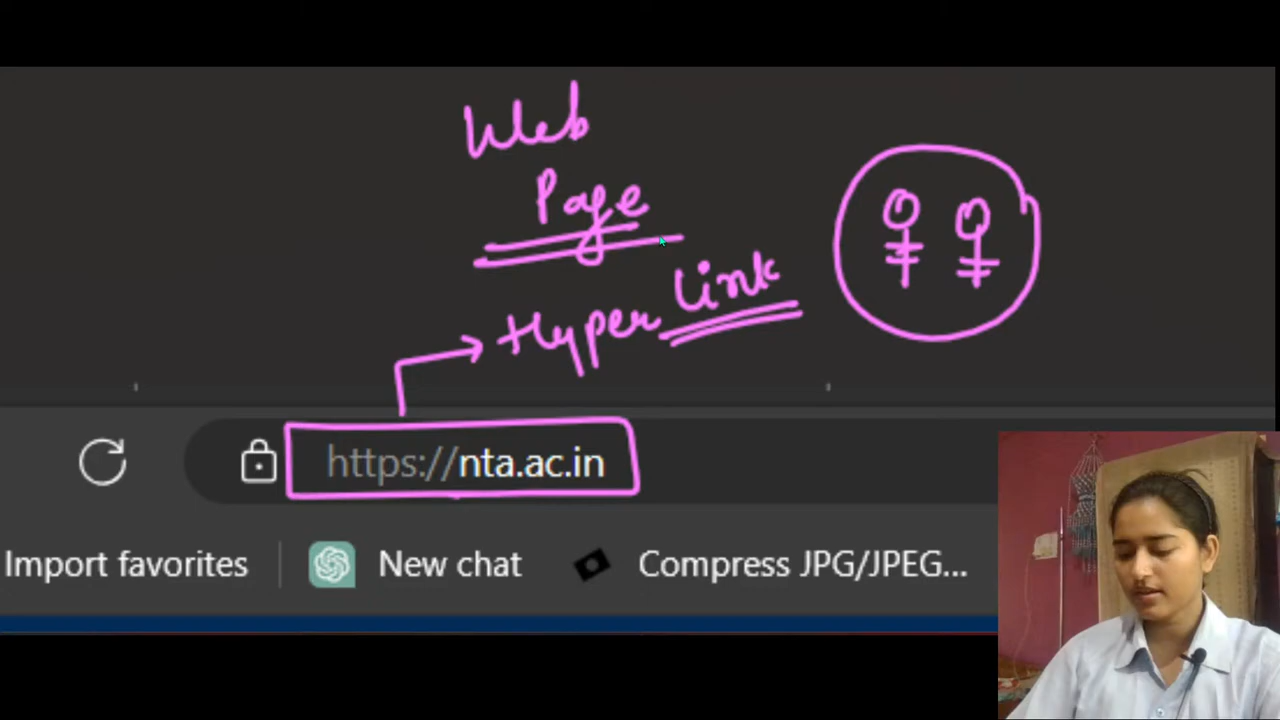 Web
Page
Hyper Link
https://nta.ac.in
Import favorites
New chat
Compress JPG/JPEG...